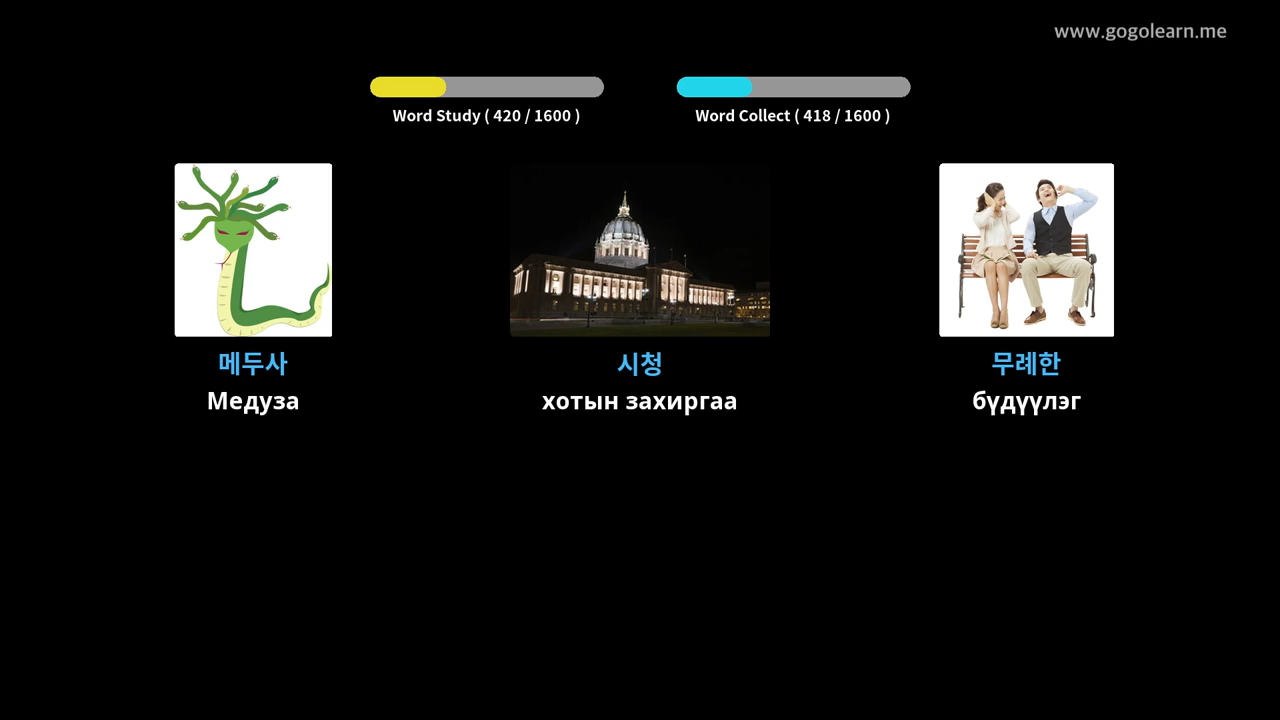 www.gogolearn.me
Word Study ( 420 / 1600 )
Word Collect ( 418 / 1600 )
메두사
Медуза
시청
хотын захиргаа
무례한
бүдүүлэг